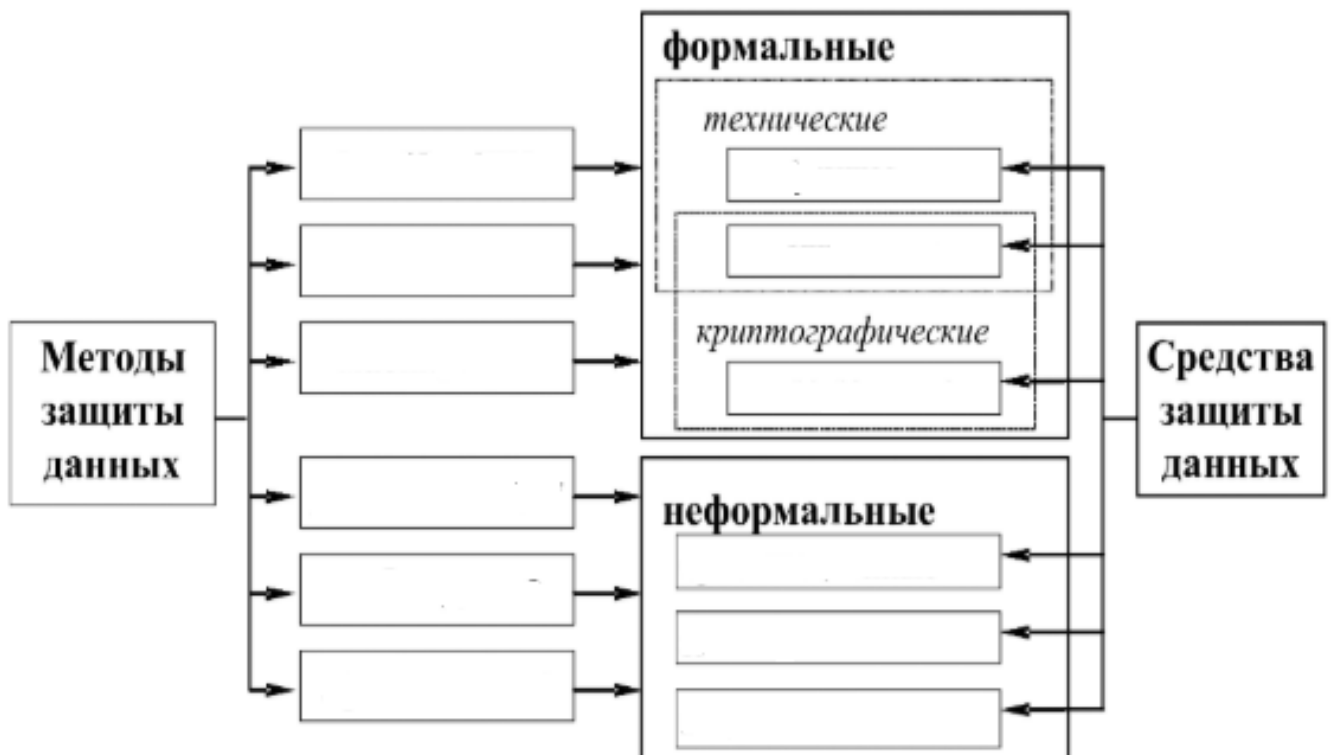 формальные
технические
криптографические
Методы
защиты
данных
Средства
защиты
данных
неформальные